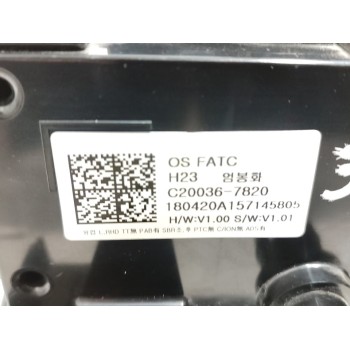 OS FATC
H23 엄봉화
C20036-7820
180420A157145805
H/W:V1.00 S/W:V1.01